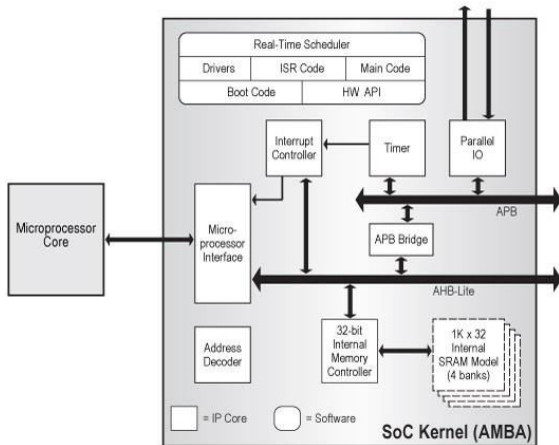 Real-Time Scheduler
Drivers
ISR Code
Main Code
Boot Code
HW API
Interrupt
Controller
Timer
Parallel
IO
APB
Microprocessor
Core
Micro-
processor
Interface
APB Bridge
AHB-Lite
Address
Decoder
32-bit
Internal
Memory
Controller
1K x 32
Internal
SRAM Model
(4 banks)
= IP Core
= Software
SoC Kernel (AMBA)